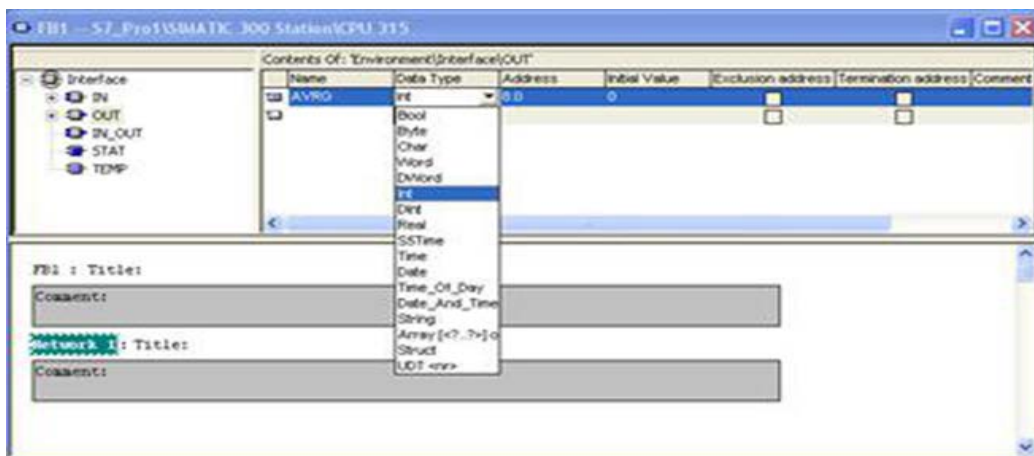 FB1 -- S7_Pro1\SIMATIC 300 Station\CPU 315
Contents Of: 'Environment\Interface\OUT'
Interface
IN
OUT
IN_OUT
STAT
TEMP
Name Data Type Address Initial Value Exclusion address Termination address Comment
AVRG Int 8.0 0
Bool
Byte
Char
Word
DWord
Int
Dint
Real
S5Time
Time
Date
Time_Of_Day
Date_And_Time
String
Array [<?..?>] o
Struct
UDT <nr>
FB1 : Title:
Comment:
Network 1: Title:
Comment: